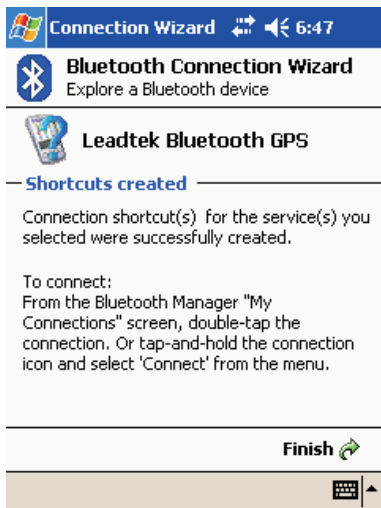 Connection Wizard 6:47
Bluetooth Connection Wizard
Explore a Bluetooth device
Leadtek Bluetooth GPS
Shortcuts created
Connection shortcut(s) for the service(s) you
selected were successfully created.
To connect:
From the Bluetooth Manager "My
Connections" screen, double-tap the
connection. Or tap-and-hold the connection
icon and select 'Connect' from the menu.
Finish